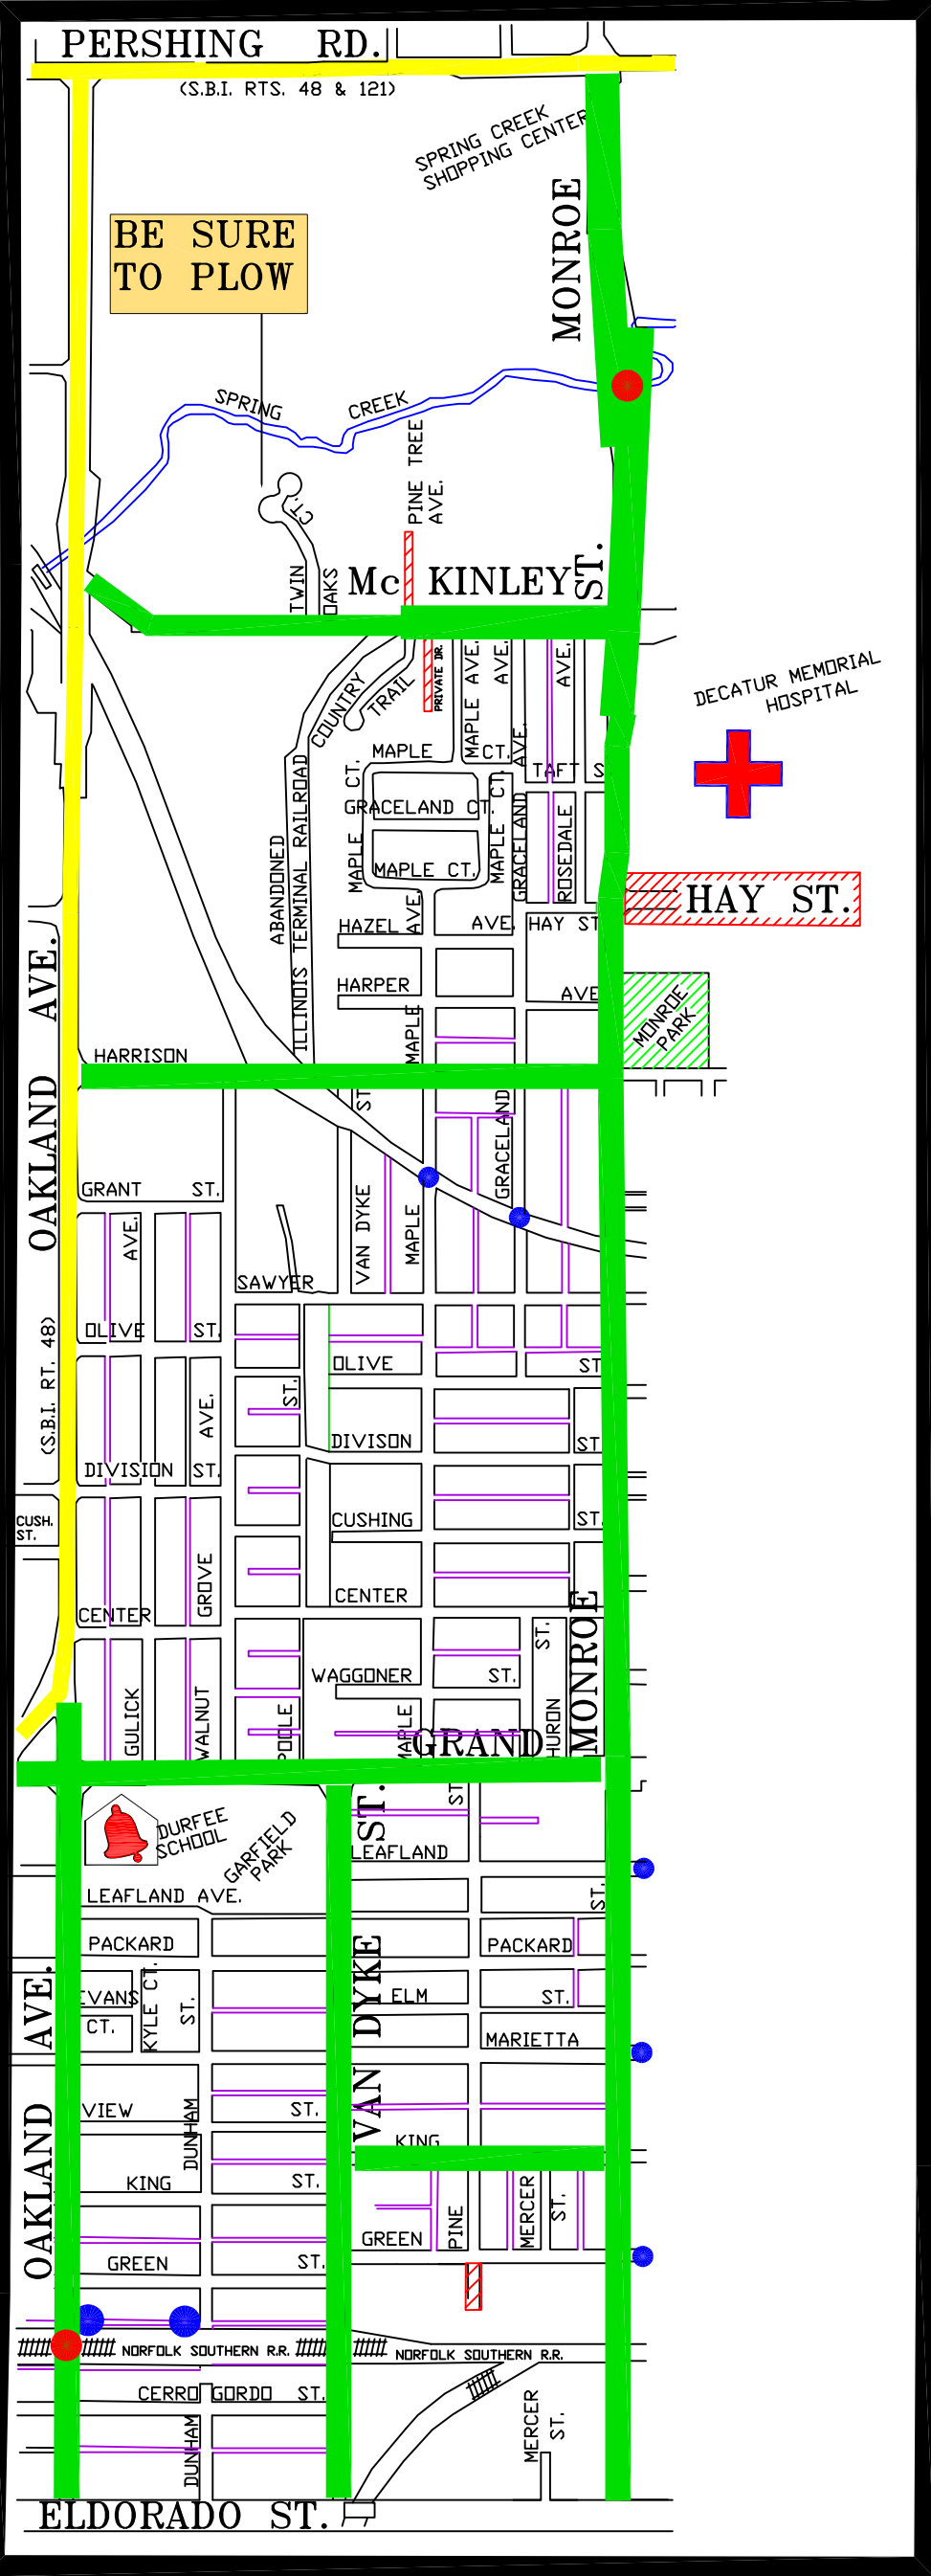 PERSHING RD.
(S.B.I. RTS. 48 & 121)
SPRING CREEK
SHOPPING CENTER
MONROE
BE SURE
TO PLOW
SPRING CREEK
PINE TREE
AVE.
CT.
TWIN
OAKS
Mc KINLEY
ST.
DECATUR MEMORIAL
HOSPITAL
COUNTRY
TRAIL
PRIVATE DR.
MAPLE AVE.
AVE.
AVE.
MAPLE CT.
AVE.
TAFT S
MAPLE CT.
GRACELAND CT.
MAPLE CT.
GRACELAND
ROSEDALE
MAPLE CT.
ABANDONED
ILLINOIS TERMINAL RAILROAD
HAY ST.
HAZEL AVE.
AVE.
HAY ST
HARPER
AVE
MONROE
PARK
OAKLAND AVE.
HARRISON
MAPLE
ST
GRACELAND
GRANT ST.
AVE.
VAN DYKE
MAPLE
SAWYER
(S.B.I. RT. 48)
OLIVE ST.
OLIVE
ST
AVE.
ST.
DIVISON
ST
DIVISION ST.
CUSH.
ST.
CUSHING
ST.
GROVE
CENTER
CENTER
MONROE
ST.
WAGGONER
ST.
GULICK
WALNUT
POOLE
MAPLE
HURON
GRAND
ST.
ST
DURFEE
SCHOOL
GARFIELD
PARK
LEAFLAND
LEAFLAND AVE.
ST.
PACKARD
PACKARD
EVANS
CT.
KYLE CT.
ST.
ELM
ST.
MARIETTA
OAKLAND AVE.
VAN DYKE
VIEW
DUNHAM
ST.
KING
KING
ST.
MERCER
ST.
PINE
GREEN
GREEN
ST.
NORFOLK SOUTHERN R.R.
NORFOLK SOUTHERN R.R.
CERRO GORDO ST.
DUNHAM
MERCER
ST.
ELDORADO ST.